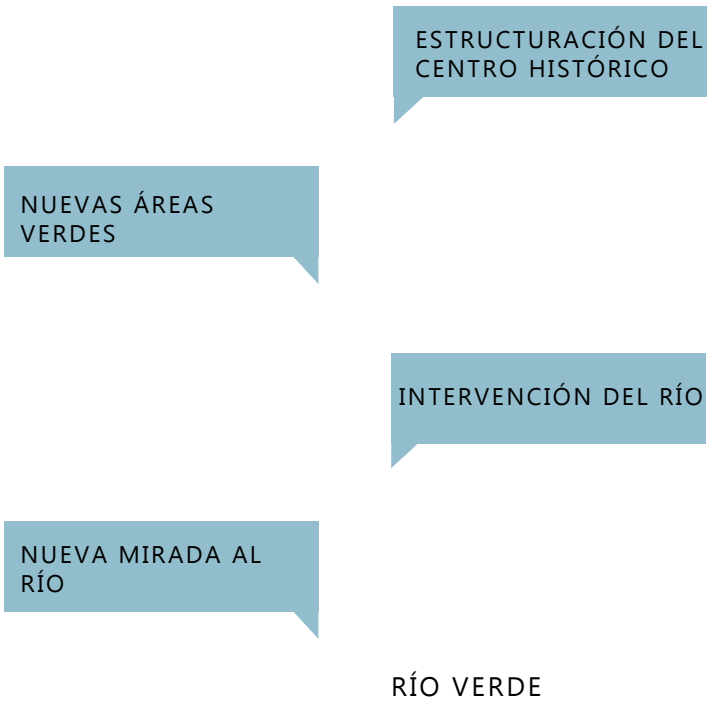 ESTRUCTURACIÓN DEL
CENTRO HISTÓRICO
NUEVAS ÁREAS
VERDES
INTERVENCIÓN DEL RÍO
NUEVA MIRADA AL
RÍO
RÍO VERDE